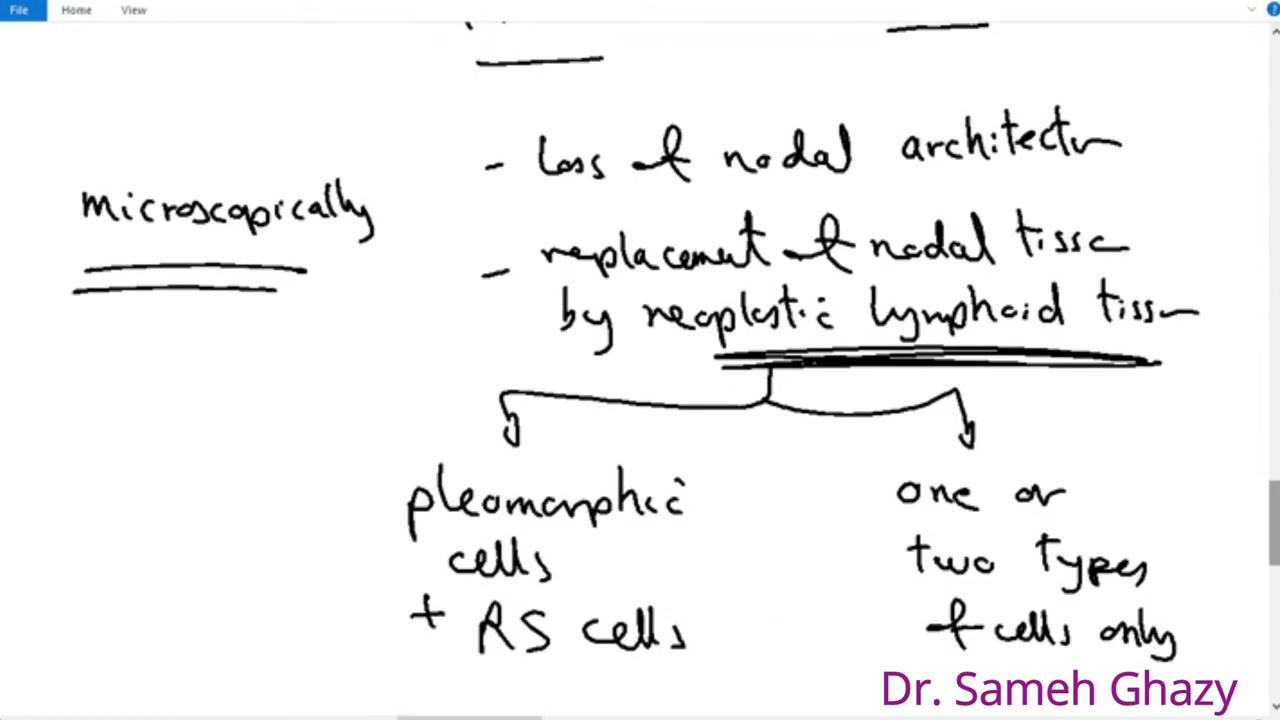 File Home View
- loss of nodal architectur
microscopically
- replacement of nodal tissue
by neoplastic lymphoid tissue
pleomorphic
cells
+ RS cells
one or
two types
of cells only
Dr. Sameh Ghazy